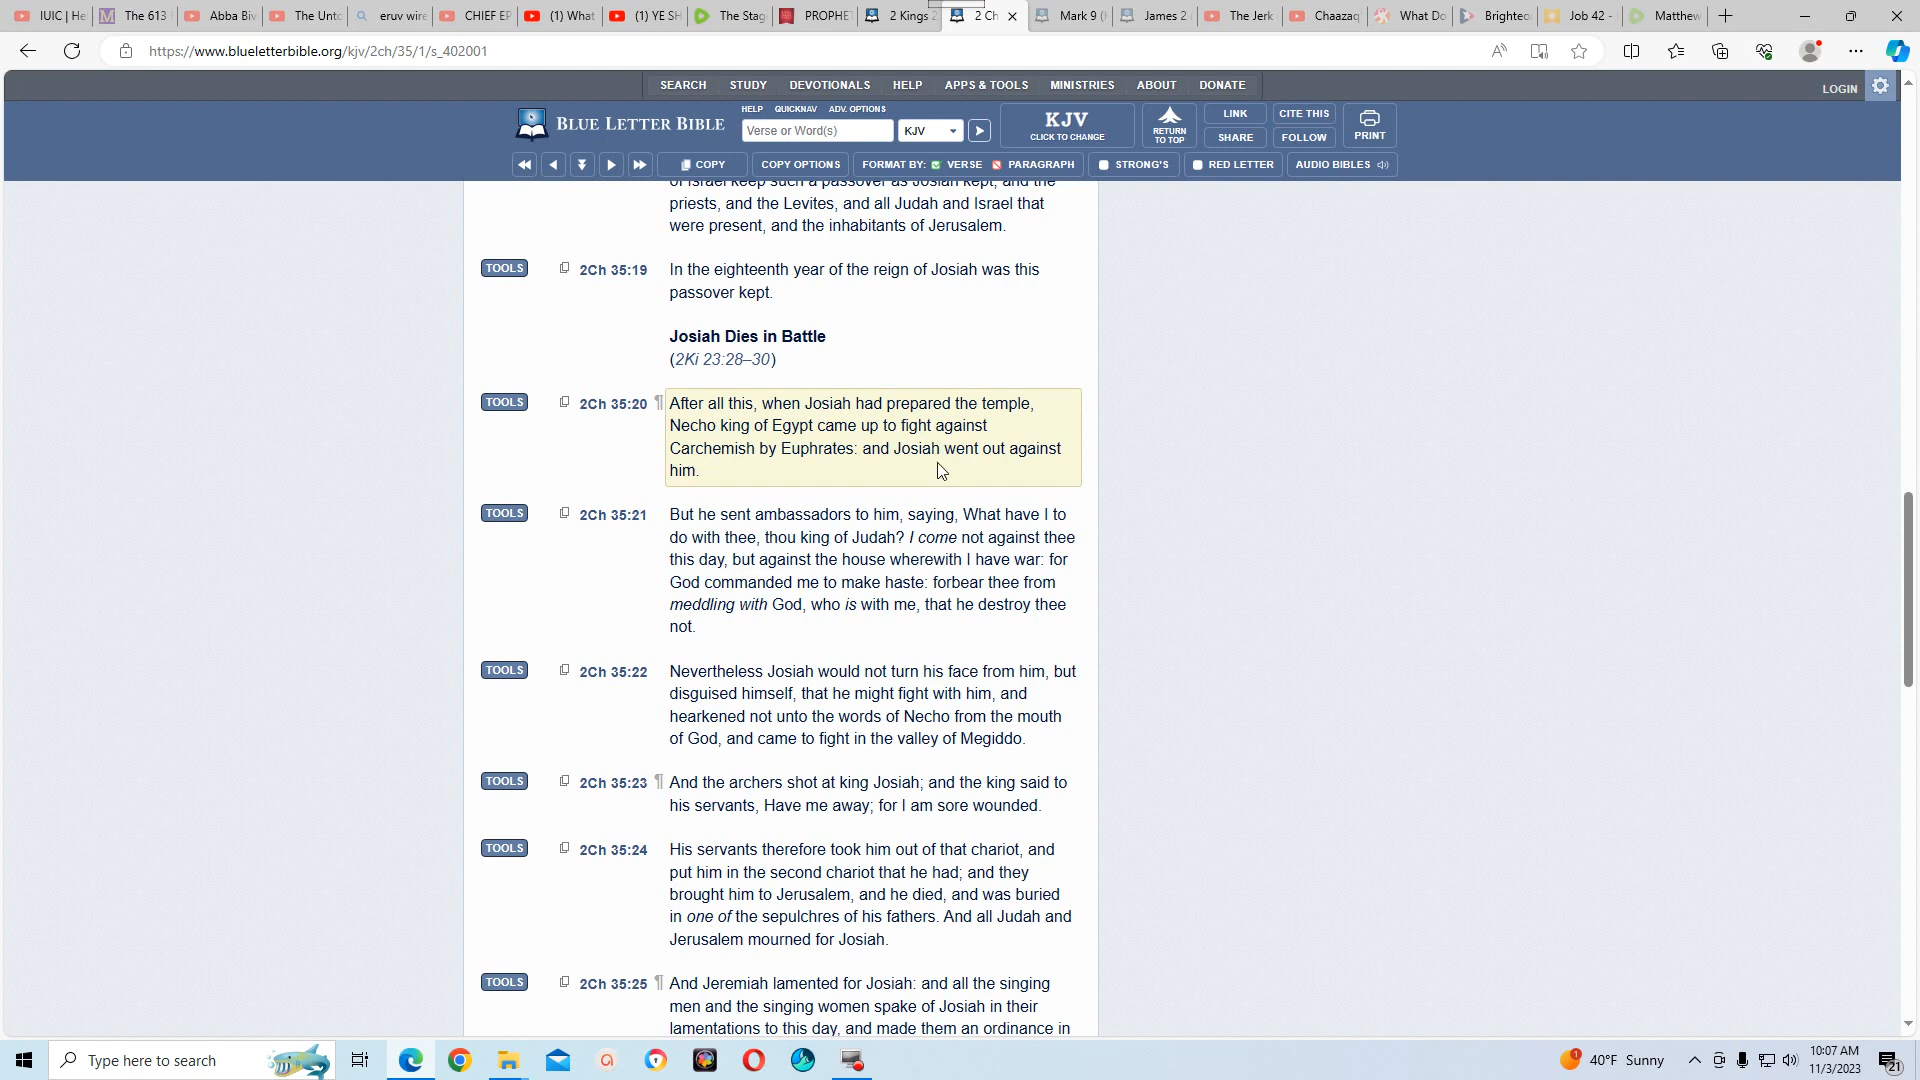 IUIC | He
The 613
Abba Biv
The Unto
eruv wire
CHIEF EP
(1) What
(1) YE SH
The Stag
PROPHE
2 Kings 2
2 Ch
Mark 9 (
James 2
The Jerk
Chaazaq
What Do
Brighteo
Job 42 -
Matthew
https://www.blueletterbible.org/kjv/2ch/35/1/s_402001
SEARCH STUDY DEVOTIONALS HELP APPS & TOOLS MINISTRIES ABOUT DONATE
LOGIN
BLUE LETTER BIBLE
HELP QUICKNAV ADV. OPTIONS
Verse or Word(s)
KJV
KJV
CLICK TO CHANGE
RETURN
TO TOP
LINK
CITE THIS
SHARE
FOLLOW
PRINT
COPY
COPY OPTIONS
FORMAT BY: VERSE PARAGRAPH
STRONG'S
RED LETTER
AUDIO BIBLES
of Israel keep such a passover as Josiah kept, and the
priests, and the Levites, and all Judah and Israel that
were present, and the inhabitants of Jerusalem.
TOOLS 2Ch 35:19 In the eighteenth year of the reign of Josiah was this
passover kept.
Josiah Dies in Battle
(2Ki 23:28–30)
TOOLS 2Ch 35:20 ¶ After all this, when Josiah had prepared the temple,
Necho king of Egypt came up to fight against
Carchemish by Euphrates: and Josiah went out against
him.
TOOLS 2Ch 35:21 But he sent ambassadors to him, saying, What have I to
do with thee, thou king of Judah? I come not against thee
this day, but against the house wherewith I have war: for
God commanded me to make haste: forbear thee from
meddling with God, who is with me, that he destroy thee
not.
TOOLS 2Ch 35:22 Nevertheless Josiah would not turn his face from him, but
disguised himself, that he might fight with him, and
hearkened not unto the words of Necho from the mouth
of God, and came to fight in the valley of Megiddo.
TOOLS 2Ch 35:23 ¶ And the archers shot at king Josiah; and the king said to
his servants, Have me away; for I am sore wounded.
TOOLS 2Ch 35:24 His servants therefore took him out of that chariot, and
put him in the second chariot that he had; and they
brought him to Jerusalem, and he died, and was buried
in one of the sepulchres of his fathers. And all Judah and
Jerusalem mourned for Josiah.
TOOLS 2Ch 35:25 ¶ And Jeremiah lamented for Josiah: and all the singing
men and the singing women spake of Josiah in their
lamentations to this day, and made them an ordinance in
Type here to search
40°F Sunny
10:07 AM
11/3/2023
21